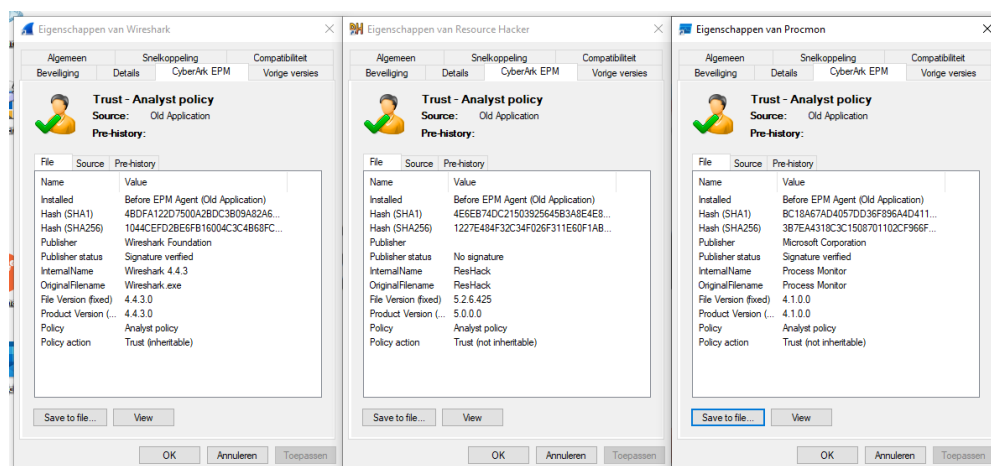 Eigenschappen van Wireshark
Algemeen Snelkoppeling Compatibiliteit
Beveiliging Details CyberArk EPM Vorige versies
Trust - Analyst policy
Source: Old Application
Pre-history:
File Source Pre-history
Name Value
Installed Before EPM Agent (Old Application)
Hash (SHA1) 4BDFA122D7500A2BDC3B09A82A6...
Hash (SHA256) 1044CEFD2BE6FB16004C3C4B68FC...
Publisher Wireshark Foundation
Publisher status Signature verified
InternalName Wireshark 4.4.3
OriginalFilename Wireshark.exe
File Version (fixed) 4.4.3.0
Product Version (... 4.4.3.0
Policy Analyst policy
Policy action Trust (inheritable)
Save to file... View
OK Annuleren Toepassen
Eigenschappen van Resource Hacker
Algemeen Snelkoppeling Compatibiliteit
Beveiliging Details CyberArk EPM Vorige versies
Trust - Analyst policy
Source: Old Application
Pre-history:
File Source Pre-history
Name Value
Installed Before EPM Agent (Old Application)
Hash (SHA1) 4E6EB74DC21503925645B3A8E4E8...
Hash (SHA256) 1227E484F32C34F026F311E60F1AB...
Publisher
Publisher status No signature
InternalName ResHack
OriginalFilename ResHack
File Version (fixed) 5.2.6.425
Product Version (... 5.0.0.0
Policy Analyst policy
Policy action Trust (not inheritable)
Save to file... View
OK Annuleren Toepassen
Eigenschappen van Procmon
Algemeen Snelkoppeling Compatibiliteit
Beveiliging Details CyberArk EPM Vorige versies
Trust - Analyst policy
Source: Old Application
Pre-history:
File Source Pre-history
Name Value
Installed Before EPM Agent (Old Application)
Hash (SHA1) BC18A67AD4057DD36F896A4D411...
Hash (SHA256) 3B7EA4318C3C1508701102CF966F...
Publisher Microsoft Corporation
Publisher status Signature verified
InternalName Process Monitor
OriginalFilename Process Monitor
File Version (fixed) 4.1.0.0
Product Version (... 4.1.0.0
Policy Analyst policy
Policy action Trust (not inheritable)
Save to file... View
OK Annuleren Toepassen